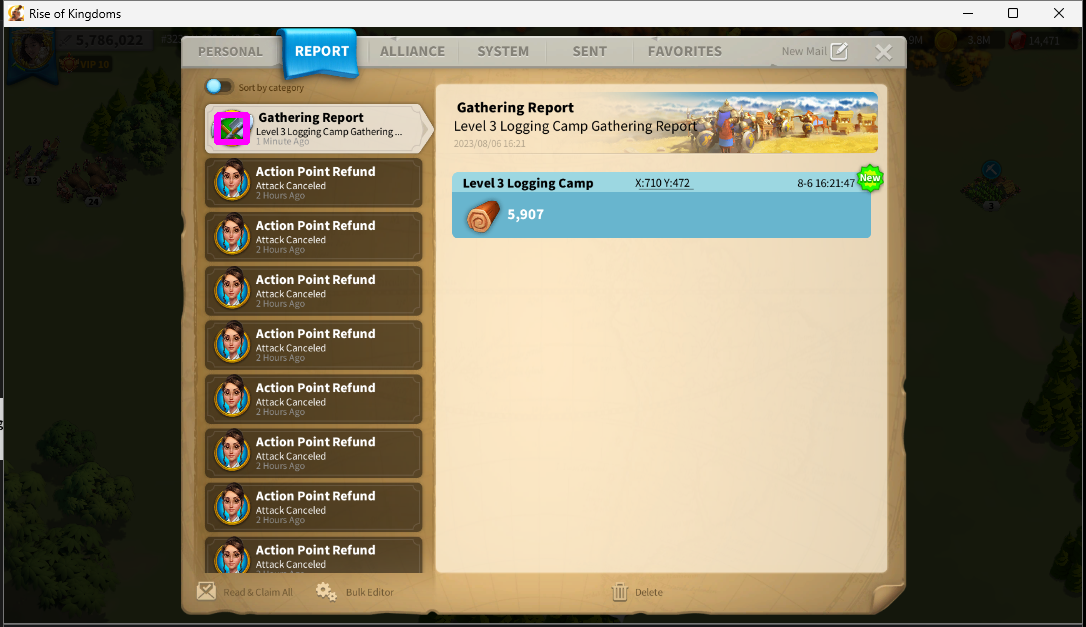 Rise of Kingdoms
5,786,022
VIP 10
3.8M
14,471
PERSONAL
REPORT
ALLIANCE
SYSTEM
SENT
FAVORITES
New Mail
Sort by category
Gathering Report
Level 3 Logging Camp Gathering ...
1 Minute Ago
Action Point Refund
Attack Canceled
2 Hours Ago
Action Point Refund
Attack Canceled
2 Hours Ago
Action Point Refund
Attack Canceled
2 Hours Ago
Action Point Refund
Attack Canceled
2 Hours Ago
Action Point Refund
Attack Canceled
2 Hours Ago
Action Point Refund
Attack Canceled
2 Hours Ago
Action Point Refund
Attack Canceled
2 Hours Ago
Action Point Refund
Attack Canceled
2 Hours Ago
Gathering Report
Level 3 Logging Camp Gathering Report
2023/08/06 16:21
Level 3 Logging Camp
X:710 Y:472
8-6 16:21:47
New
5,907
13
24
3
Read & Claim All
Bulk Editor
Delete